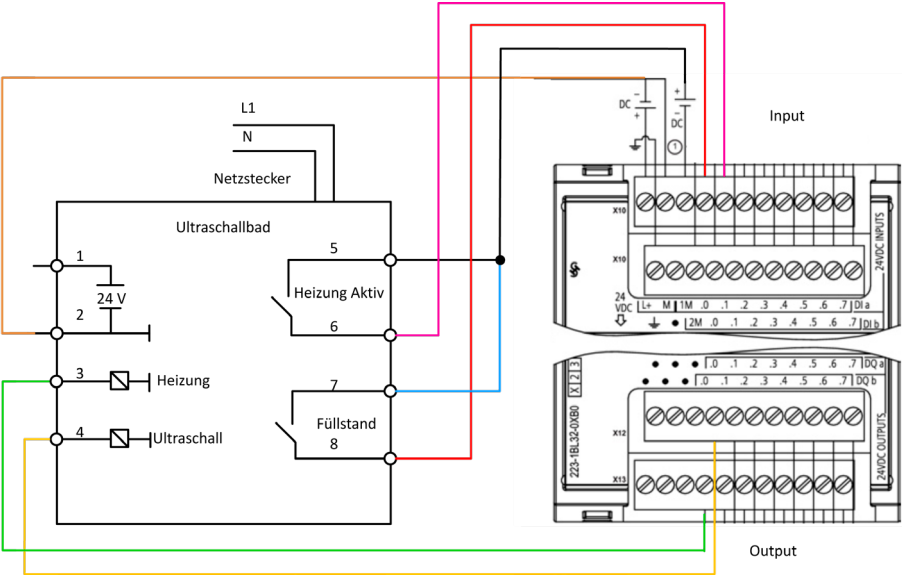 L1
N
Netzstecker
Input
DC
−
+
+
−
DC
1
Ultraschallbad
1
24 V
2
3
Heizung
4
Ultraschall
5
Heizung Aktiv
6
7
Füllstand
8
X10
X10
24VDC INPUTS
24 VDC
L+ M 1M .0 .1 .2 .3 .4 .5 .6 .7 DI a
2M .0 .1 .2 .3 .4 .5 .6 .7 DI b
.0 .1 .2 .3 .4 .5 .6 .7 DQ a
.0 .1 .2 .3 .4 .5 .6 .7 DQ b
X 2 3
223-1BL32-0XB0
X12
X13
24VDC OUTPUTS
Output